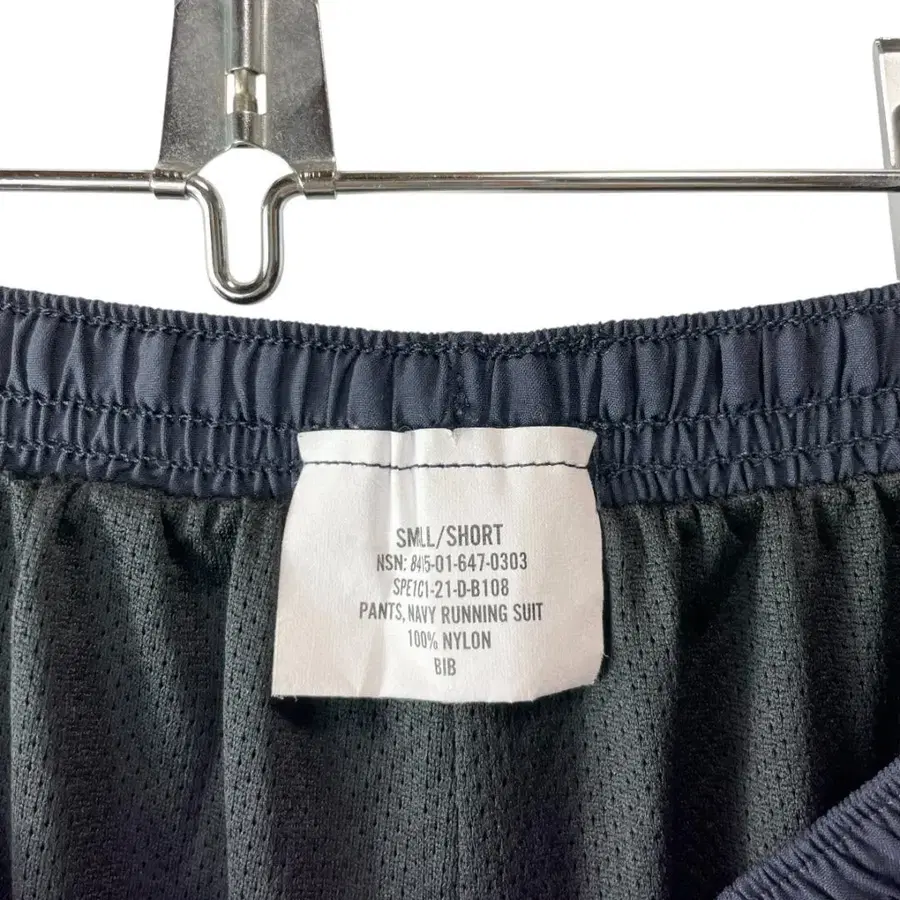 SMLL/SHORT
NSN: 8415-01-647-0303
SPE1C1-21-D-B108
PANTS, NAVY RUNNING SUIT
100% NYLON
BIB